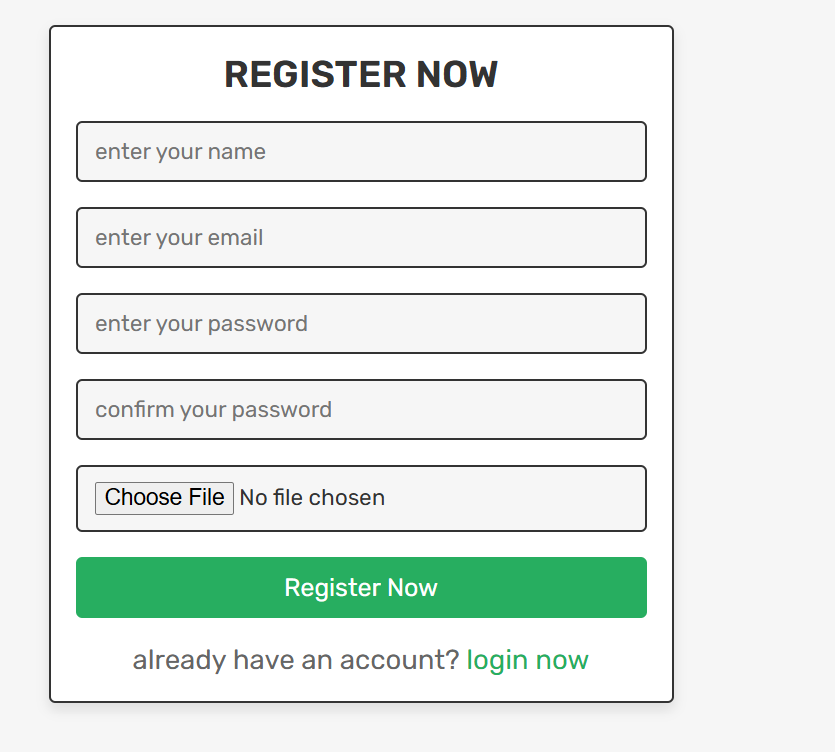 REGISTER NOW
enter your name
enter your email
enter your password
confirm your password
Choose File No file chosen
Register Now
already have an account? login now